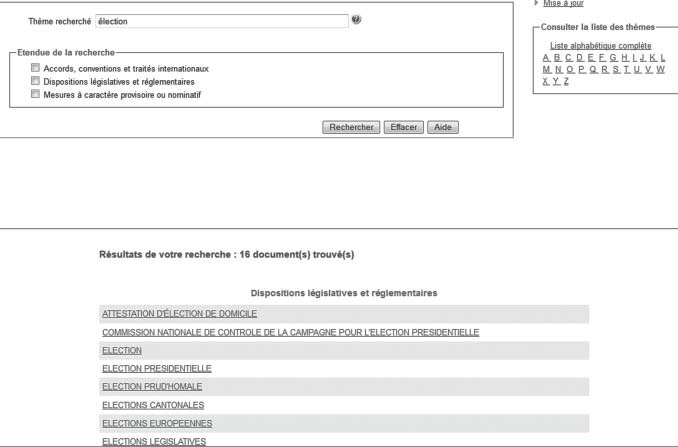 Mise à jour
Thème recherché élection
Consulter la liste des thèmes
Etendue de la recherche
Liste alphabétique complète
Accords, conventions et traités internationaux
A B C D E F G H I J K L
Dispositions législatives et réglementaires
M N O P Q R S T U V W
Mesures à caractère provisoire ou nominatif
X Y Z
Rechercher Effacer Aide
Résultats de votre recherche : 16 document(s) trouvé(s)
Dispositions législatives et réglementaires
ATTESTATION D'ÉLECTION DE DOMICILE
COMMISSION NATIONALE DE CONTROLE DE LA CAMPAGNE POUR L'ELECTION PRESIDENTIELLE
ELECTION
ELECTION PRESIDENTIELLE
ELECTION PRUD'HOMALE
ELECTIONS CANTONALES
ELECTIONS EUROPEENNES
ELECTIONS LEGISLATIVES